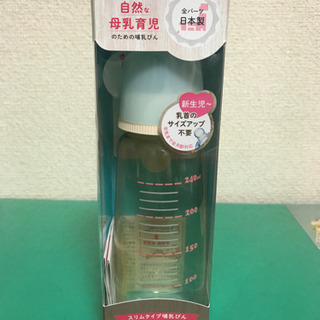 自然な
母乳育児
のための哺乳びん
全パーツ
日本製
新生児~
乳首の
サイズアップ
不要
240ml
200
150
100
スリムタイプ哺乳びん